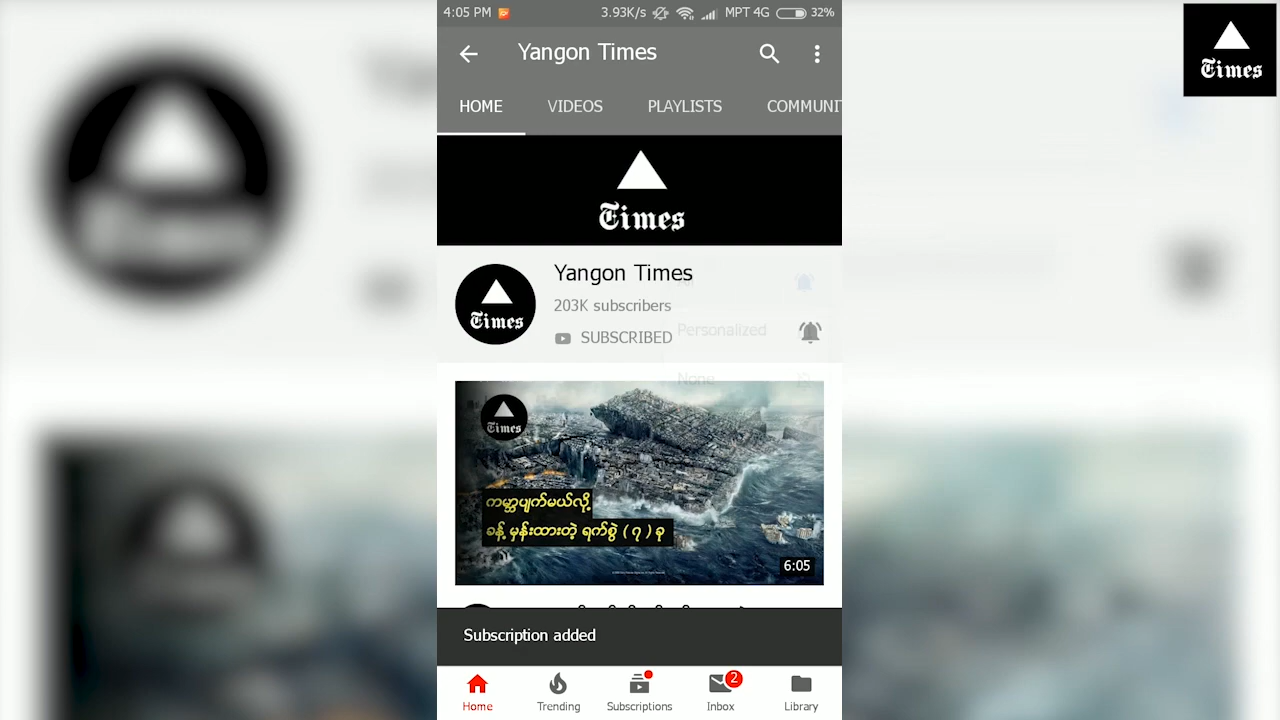 4:05 PM 3.93K/s MPT 4G 32%
Times
Yangon Times
HOME VIDEOS PLAYLISTS COMMUNI
Times
Yangon Times
All
203K subscribers
Times
SUBSCRIBED
Personalized
None
Times
ကမ္ဘာပျက်မယ်လို့
ခန့် မှန်းထားတဲ့ ရက်စွဲ ( ၇ ) ခု
6:05
Subscription added
2
Home Trending Subscriptions Inbox Library